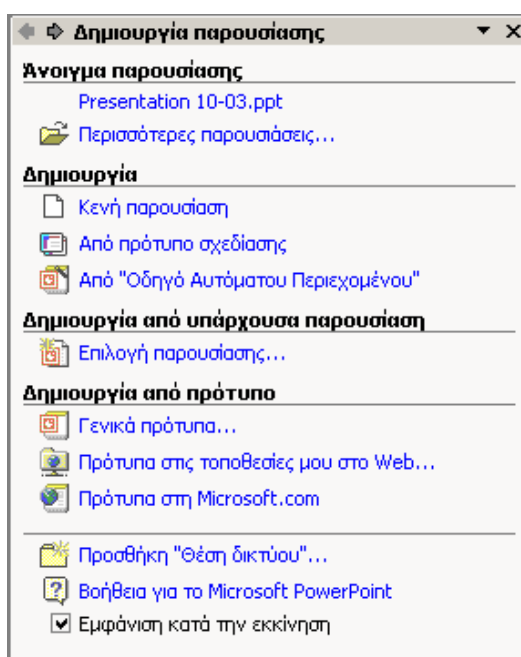 Δημιουργία παρουσίασης
Άνοιγμα παρουσίασης
Presentation 10-03.ppt
Περισσότερες παρουσιάσεις...
Δημιουργία
Κενή παρουσίαση
Από πρότυπο σχεδίασης
Από "Οδηγό Αυτόματου Περιεχομένου"
Δημιουργία από υπάρχουσα παρουσίαση
Επιλογή παρουσίασης...
Δημιουργία από πρότυπο
Γενικά πρότυπα...
Πρότυπα στις τοποθεσίες μου στο Web...
Πρότυπα στη Microsoft.com
Προσθήκη "Θέση δικτύου"...
Βοήθεια για το Microsoft PowerPoint
Εμφάνιση κατά την εκκίνηση